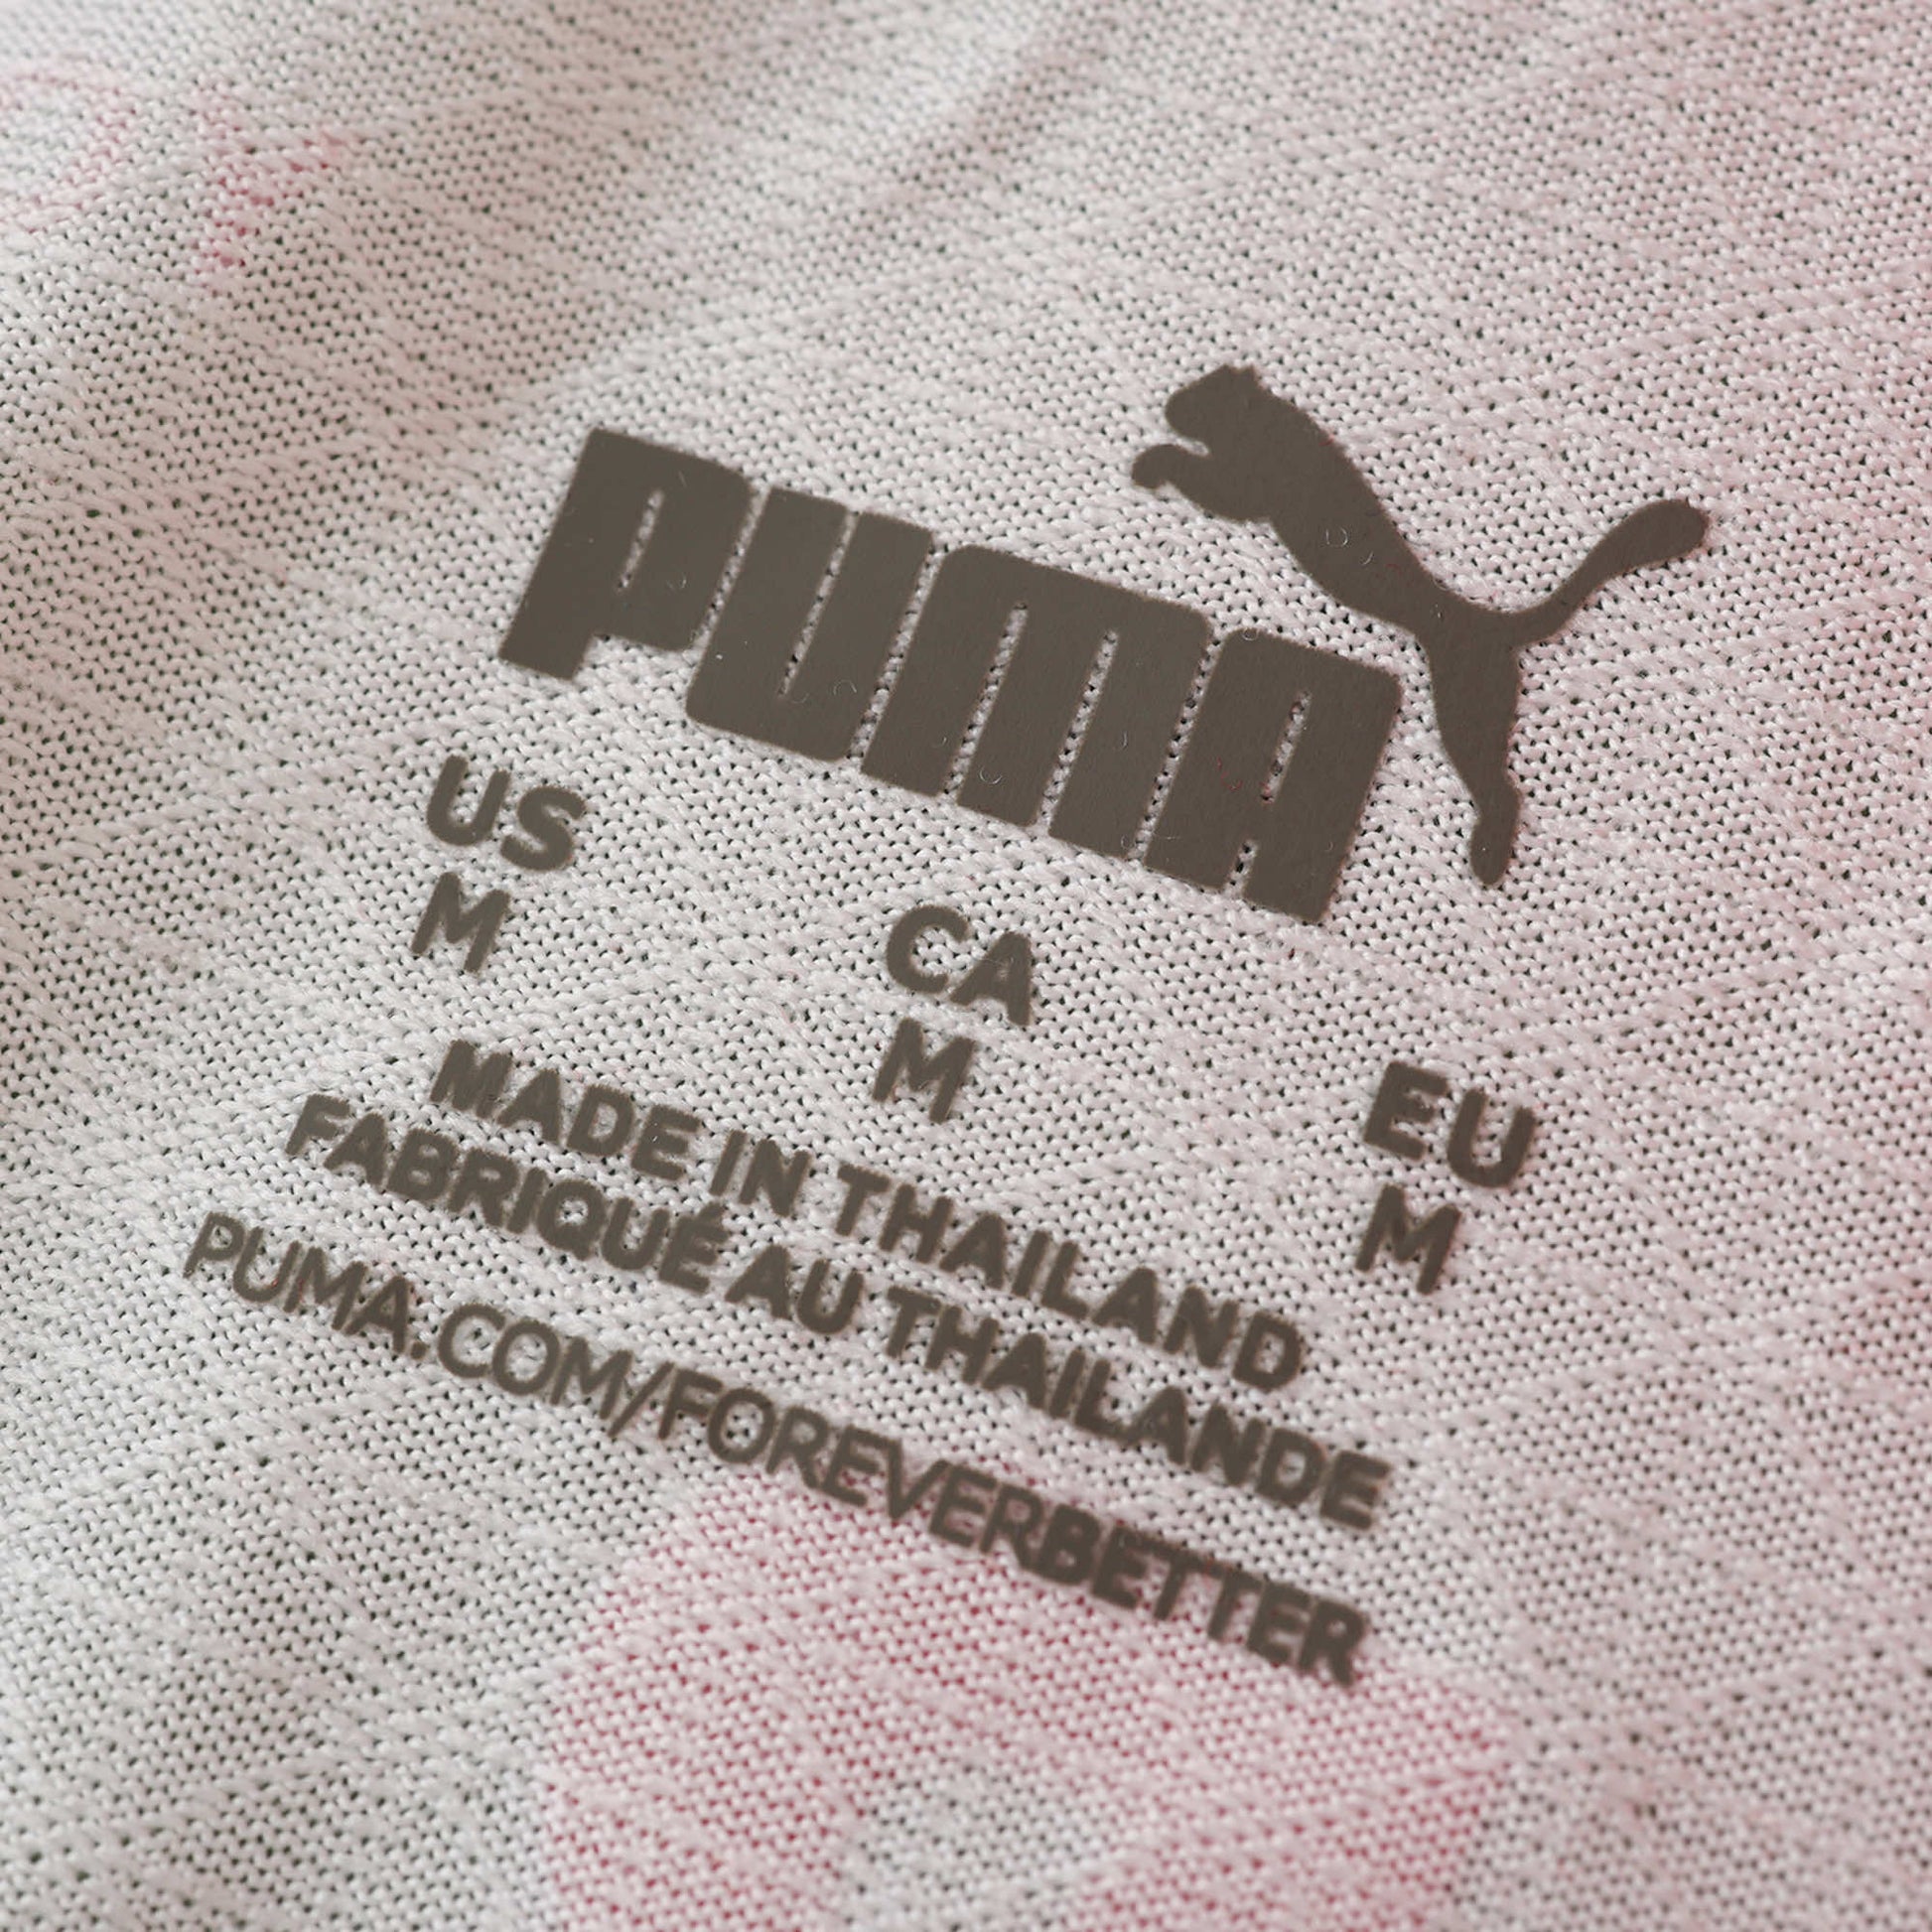 PUMA
US CA EU
M M M
MADE IN THAILAND
FABRIQUÉ AU THAILANDE
PUMA.COM/FOREVERBETTER